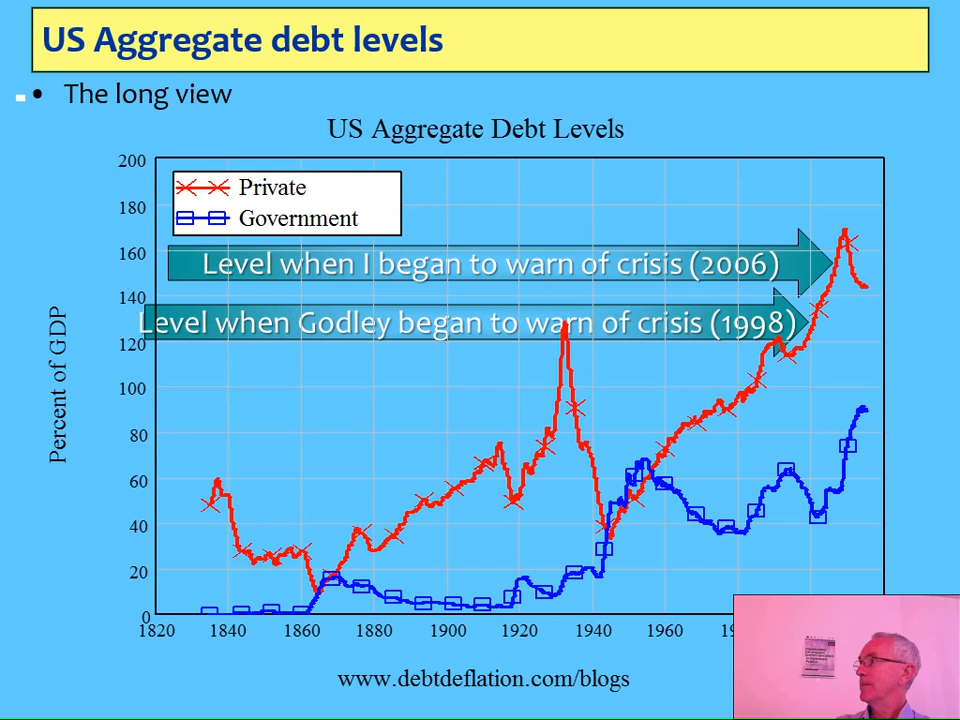 US Aggregate debt levels
• The long view
US Aggregate Debt Levels
Private
Government
Level when I began to warn of crisis (2006)
Level when Godley began to warn of crisis (1998)
Percent of GDP
200
180
160
140
120
100
80
60
40
20
0
1820 1840 1860 1880 1900 1920 1940 1960
www.debtdeflation.com/blogs